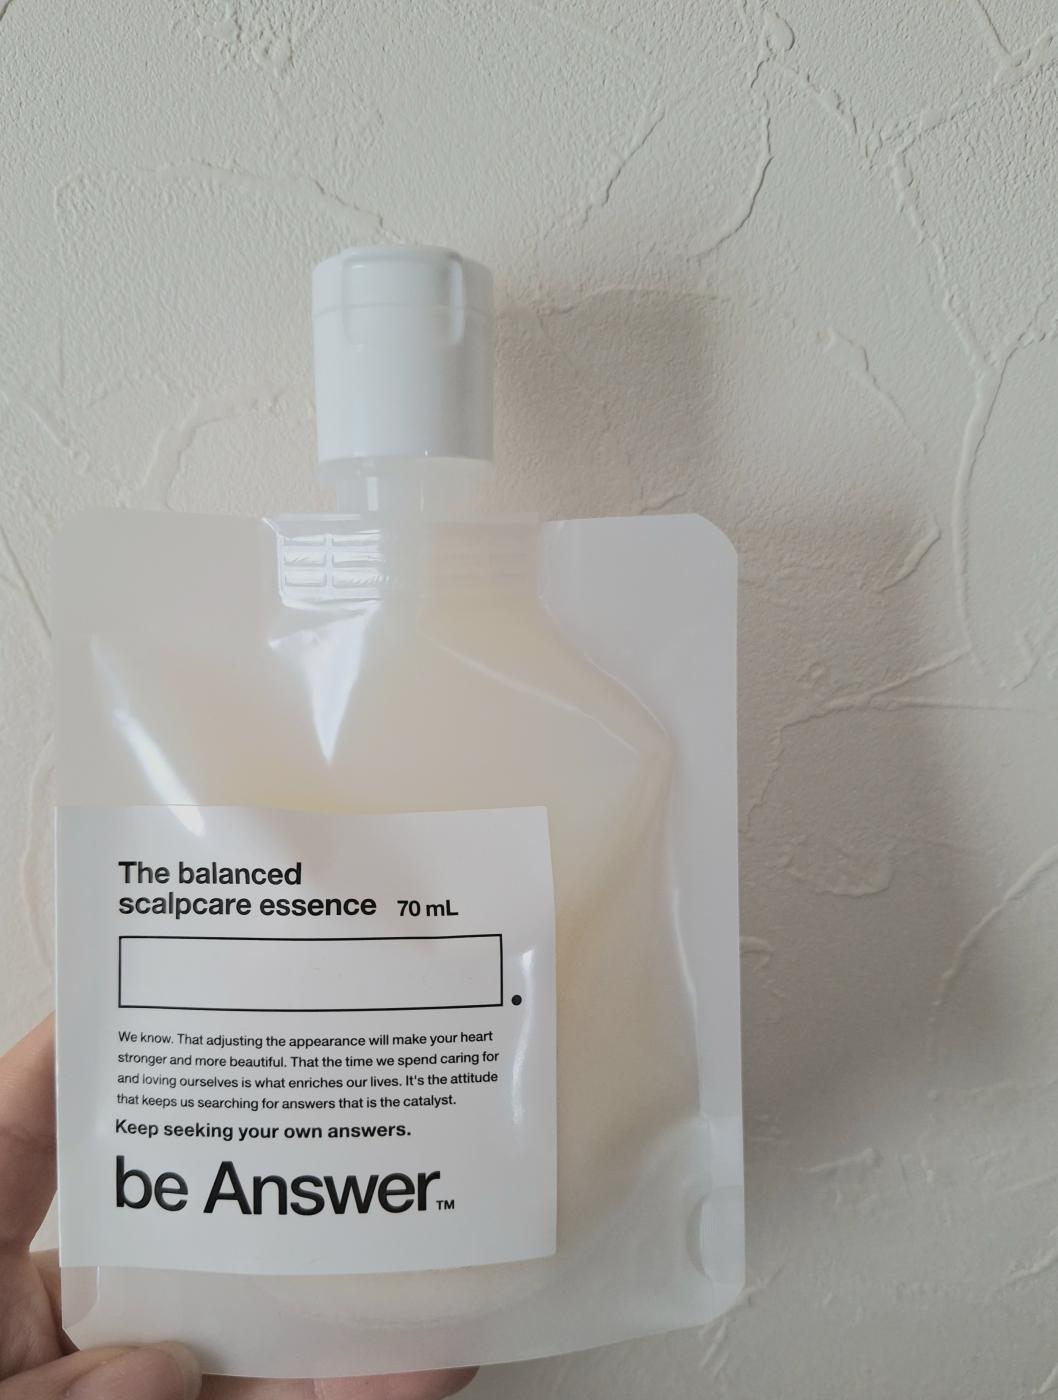 The balanced
scalpcare essence 70 mL
.
We know. That adjusting the appearance will make your heart
stronger and more beautiful. That the time we spend caring for
and loving ourselves is what enriches our lives. It's the attitude
that keeps us searching for answers that is the catalyst.
Keep seeking your own answers.
be Answer™